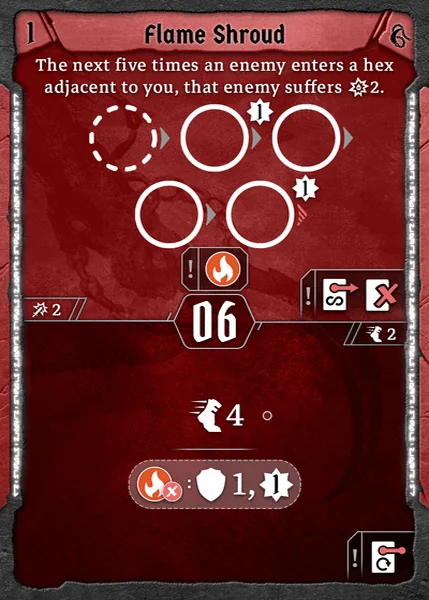 1
Flame Shroud
The next five times an enemy enters a hex
adjacent to you, that enemy suffers 2.
1
1
!
!
2
06
2
4
: 1, 1
!